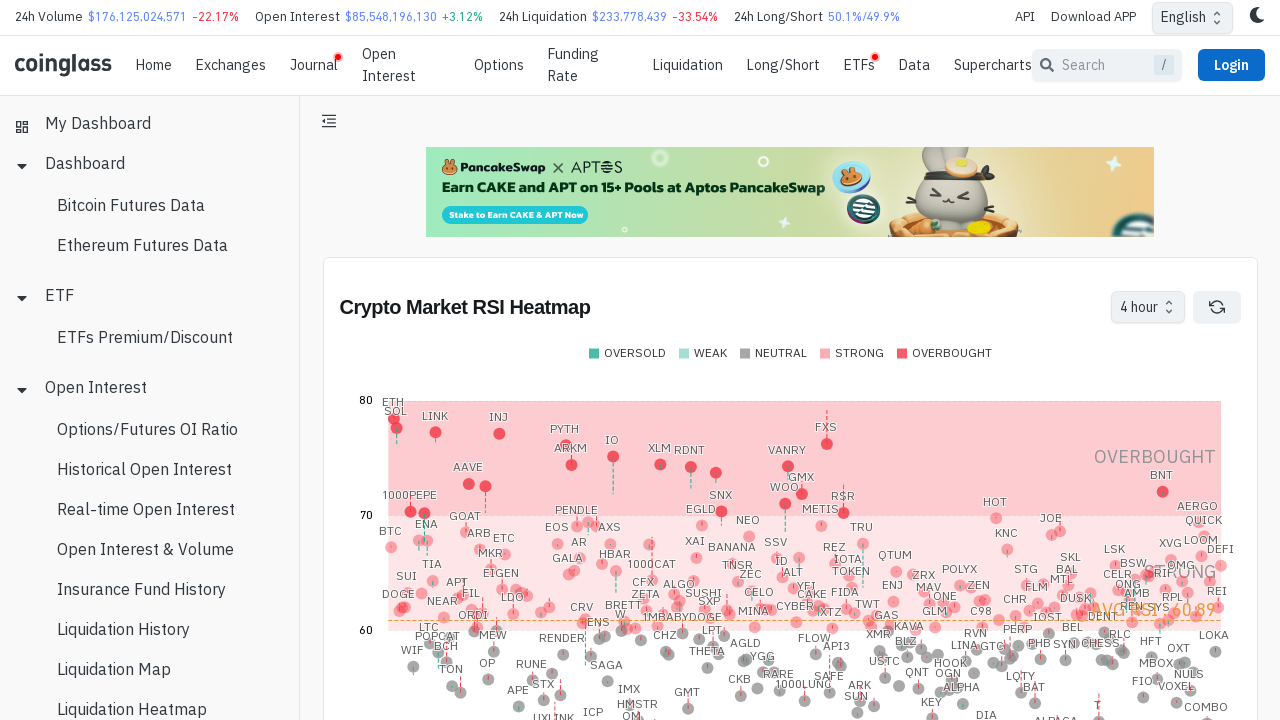 24h Volume $176,125,024,571 -22.17% Open Interest $85,548,196,130 +3.12% 24h Liquidation $233,778,439 -33.54% 24h Long/Short 50.1%/49.9% API Download APP English
coinglass Home Exchanges Journal Open Interest Options Funding Rate Liquidation Long/Short ETFs Data Supercharts Search / Login
My Dashboard
Dashboard
Bitcoin Futures Data
Ethereum Futures Data
ETF
ETFs Premium/Discount
Open Interest
Options/Futures OI Ratio
Historical Open Interest
Real-time Open Interest
Open Interest & Volume
Insurance Fund History
Liquidation History
Liquidation Map
Liquidation Heatmap
PancakeSwap X APTOS
Earn CAKE and APT on 15+ Pools at Aptos PancakeSwap
Stake to Earn CAKE & APT Now
Crypto Market RSI Heatmap
4 hour
OVERSOLD WEAK NEUTRAL STRONG OVERBOUGHT
80
ETH
SOL LINK INJ
PYTH IO FXS
ARKM XLM RDNT VANRY OVERBOUGHT
AAVE GMX BNT
1000PEPE WOO RSR
SNX HOT AERGO
70
GOAT PENDLE EGLD METIS JOE QUICK
BTC ENA EOS AXS NEO TRU
ARB ETC AR XAI BANANA SSV REZ KNC LSK XVG LOOM DEFI
MKR GALA HBAR IOTA QTUM SKL
TIA 1000CAT TNSR ID TOKEN POLYX STG BAL BSW OMG STRONG
SUI APT EIGEN CFX ALGO ZEC ALT ZRX FLM MTL CELR
DOGE NEAR FIL LDO ZETA SUSHI CELO YFI CAKE FIDA ENJ MAV ONE ZEN CHR DUSK ONG AMB RPL REI
ORDI CRV BRETT SXP MINA CYBER IXTZ TWT GLM C98 IOST DENT REN SYS AVG RSI : 60.89
60
LTC ENS 1MBABYDOGE GAS KAVA PERP BEL
WIF POPCAT BCH MEW RENDER CHZ LPT AGLD FLOW API3 XMR BLZ LINA RVN GTC PHB SYN CHESS RLC HFT LOKA
TON OP RUNE SAGA THETA YGG USTC HOOK OXT
APE STX IMX GMT CKB RARE SAFE QNT OGN LQTY MBOX NULS
UXLINK ICP HMSTR OM 1000LUNC ARK SUN KEY ALPHA BAT FIO VOXEL
DIA ALPACA T COMBO